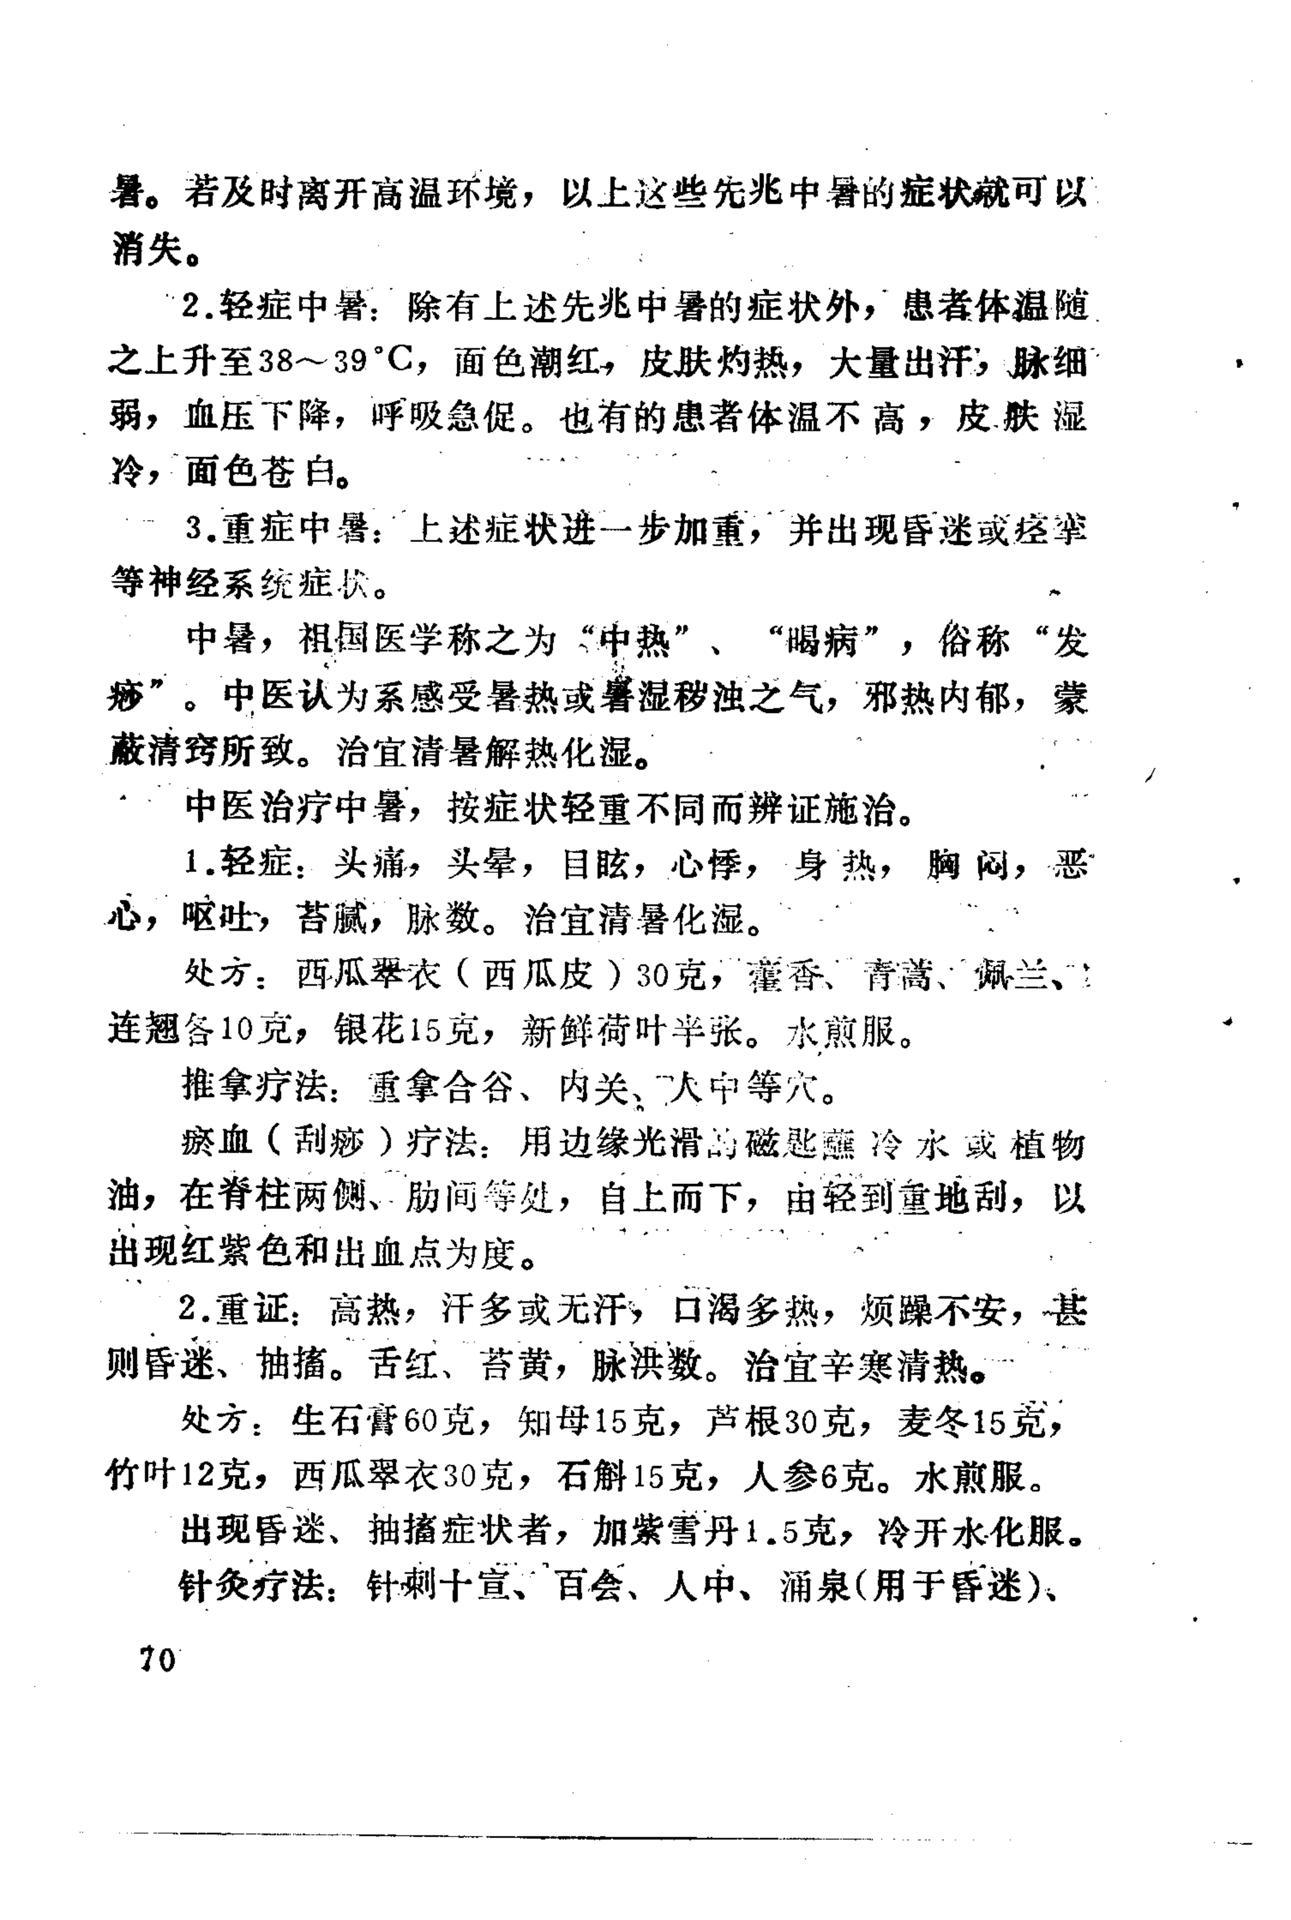 暑。若及时离开高温环境，以上这些先兆中暑的症状就可以
消失。
2.轻症中暑：除有上述先兆中暑的症状外，患者体温随
之上升至38～39°C，面色潮红，皮肤灼热，大量出汗，脉细
弱，血压下降，呼吸急促。也有的患者体温不高，皮肤湿
冷，面色苍白。
3.重症中暑：上述症状进一步加重，并出现昏迷或痉挛
等神经系统症状。
中暑，祖国医学称之为“中热”、“暍病”，俗称“发
痧”。中医认为系感受暑热或暑湿秽浊之气，邪热内郁，蒙
蔽清窍所致。治宜清暑解热化湿。
中医治疗中暑，按症状轻重不同而辨证施治。
1.轻症：头痛，头晕，目眩，心悸，身热，胸闷，恶
心，呕吐，苔腻，脉数。治宜清暑化湿。
处方：西瓜翠衣（西瓜皮）30克，藿香、青蒿、佩兰、
连翘各10克，银花15克，新鲜荷叶半张。水煎服。
推拿疗法：重拿合谷、内关、人中等穴。
瘀血（刮痧）疗法：用边缘光滑的磁匙蘸冷水或植物
油，在脊柱两侧、肋间等处，自上而下，由轻到重地刮，以
出现红紫色和出血点为度。
2.重证：高热，汗多或无汗，口渴多热，烦躁不安，甚
则昏迷、抽搐。舌红、苔黄，脉洪数。治宜辛寒清热。
处方：生石膏60克，知母15克，芦根30克，麦冬15克，
竹叶12克，西瓜翠衣30克，石斛15克，人参6克。水煎服。
出现昏迷、抽搐症状者，加紫雪丹1.5克，冷开水化服。
针灸疗法：针刺十宣、百会、人中、涌泉(用于昏迷)、
70